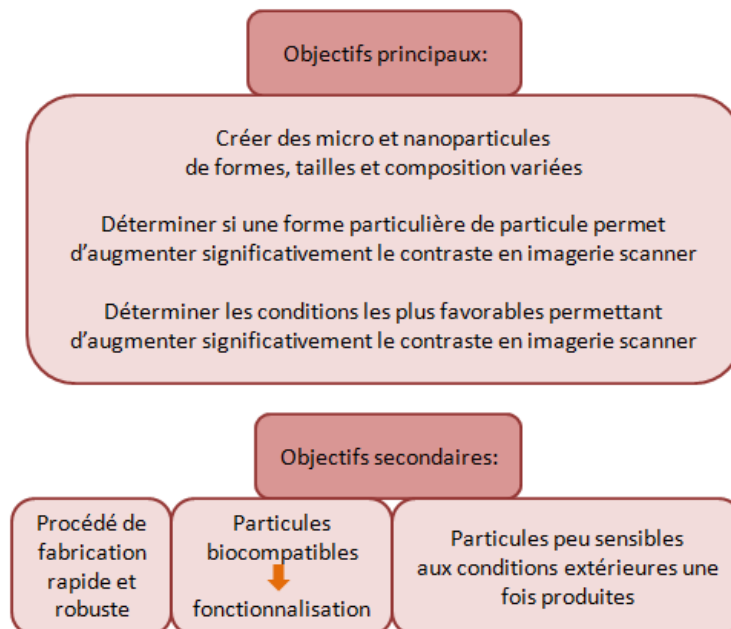 Objectifs principaux:
Créer des micro et nanoparticules
de formes, tailles et composition variées
Déterminer si une forme particulière de particule permet
d’augmenter significativement le contraste en imagerie scanner
Déterminer les conditions les plus favorables permettant
d’augmenter significativement le contraste en imagerie scanner
Objectifs secondaires:
Procédé de
fabrication
rapide et
robuste
Particules
biocompatibles
fonctionnalisation
Particules peu sensibles
aux conditions extérieures une
fois produites